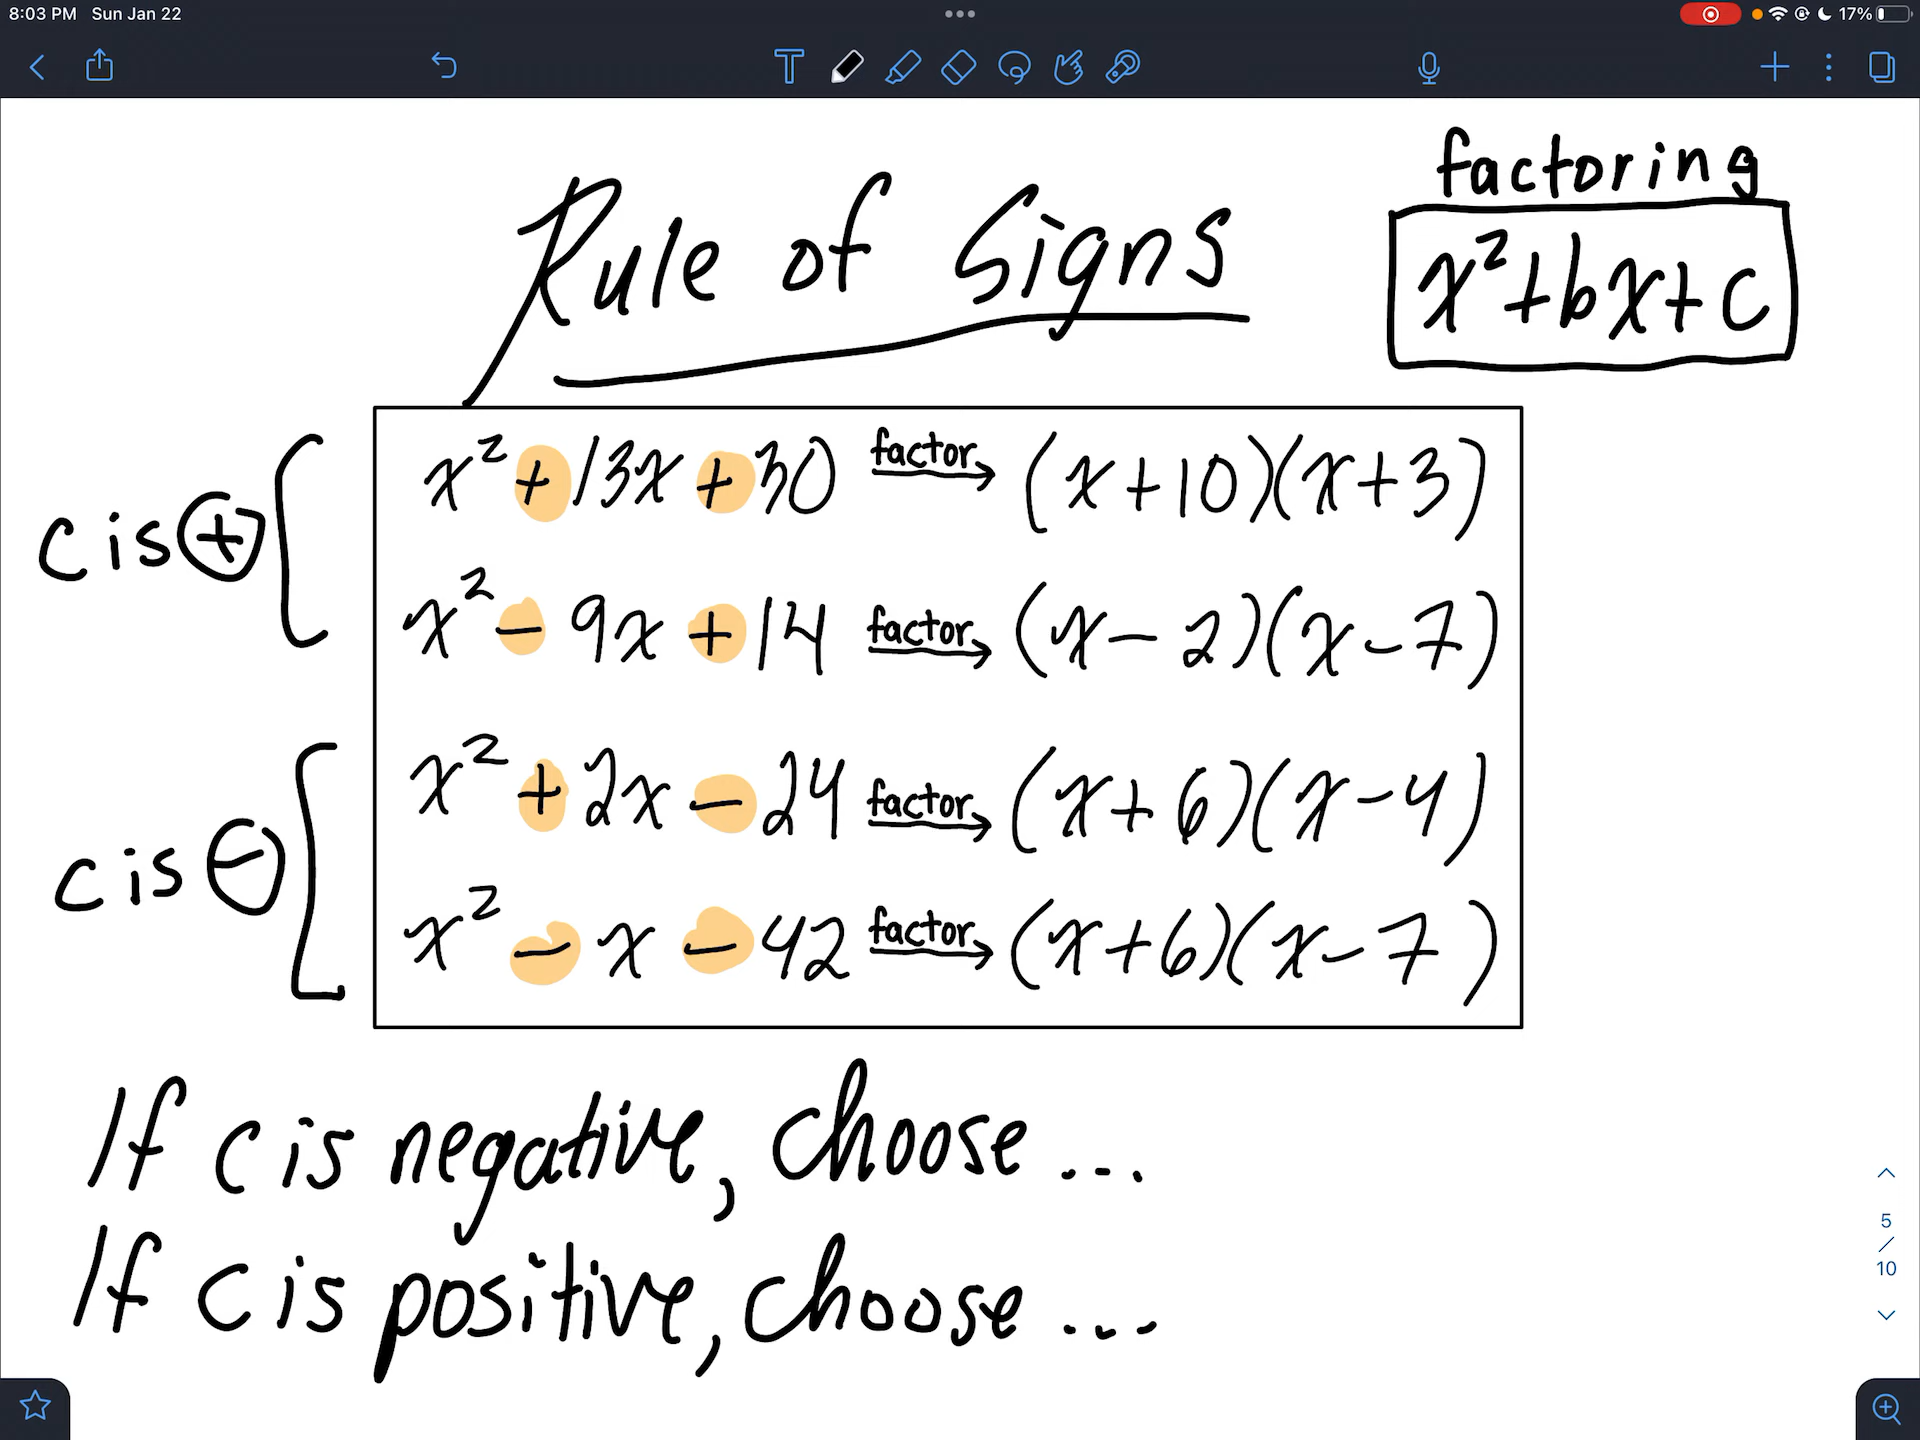 8:03 PM Sun Jan 22
17%
factoring
Rule of Signs
x²+bx+c
c is ⊕
x² + 13x + 30 factor→ (x+10)(x+3)
x² - 9x + 14 factor→ (x-2)(x-7)
c is ⊖
x² + 2x - 24 factor→ (x+6)(x-4)
x² - x - 42 factor→ (x+6)(x-7)
If c is negative, choose ...
If c is positive, choose ...
5
/
10